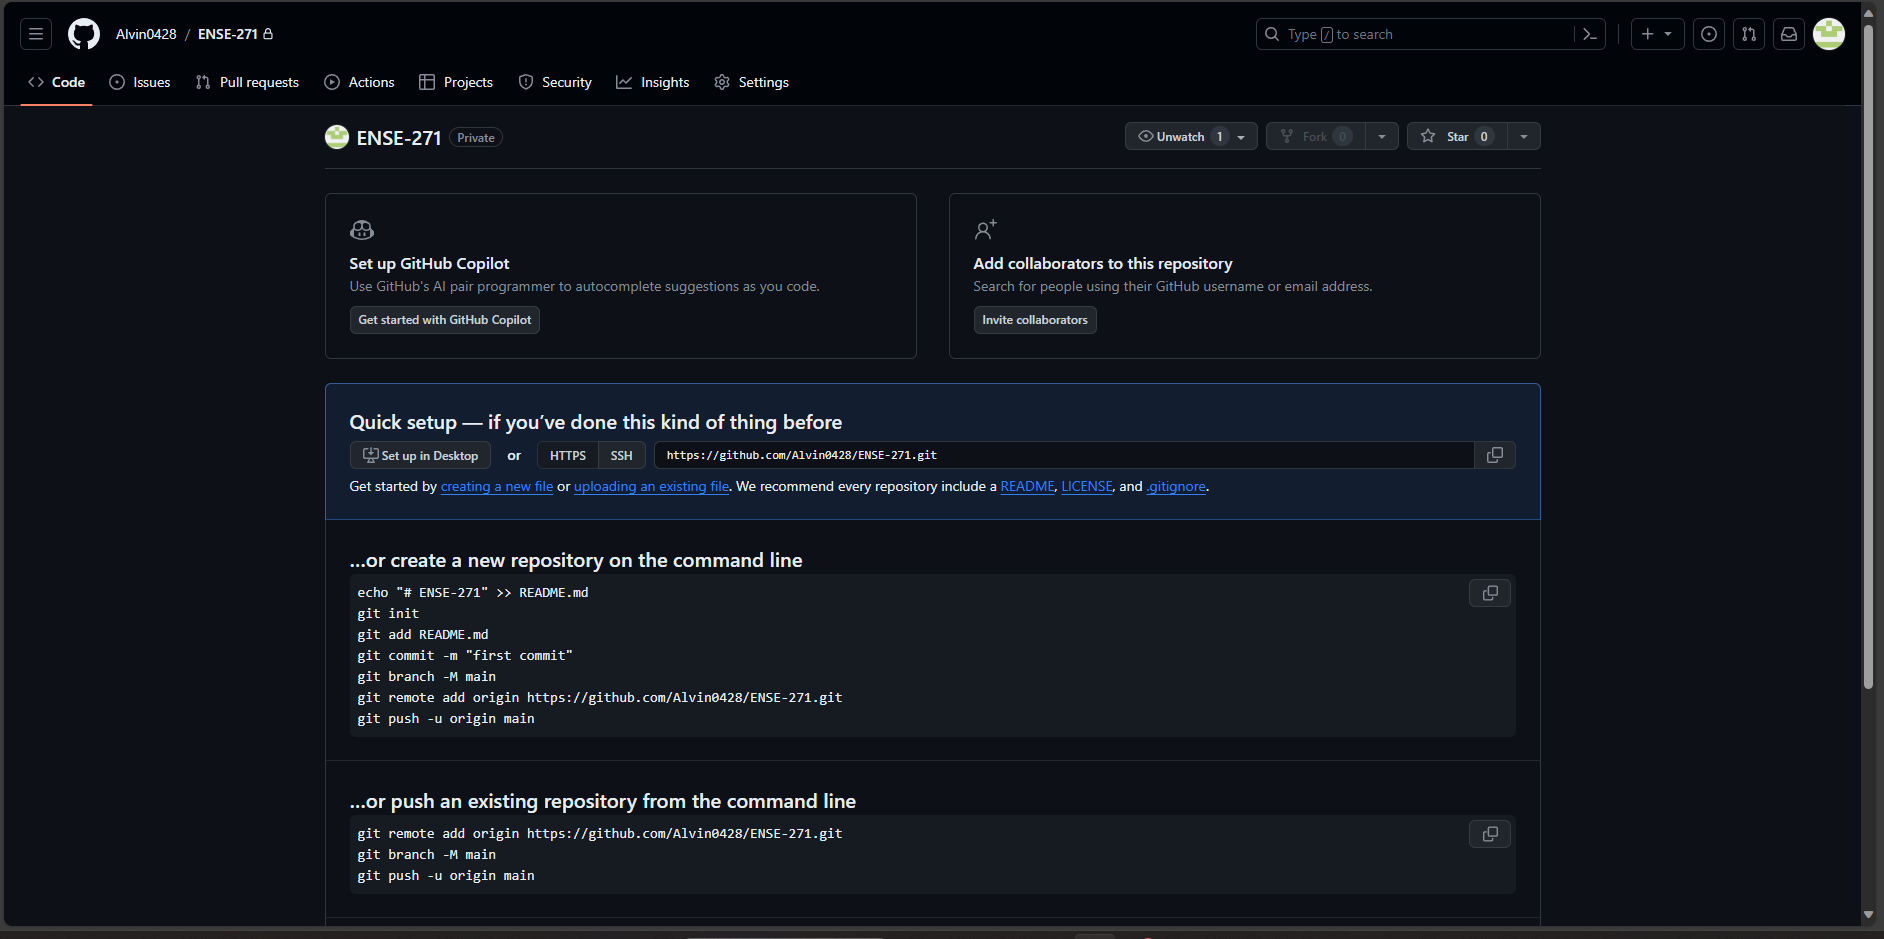 Alvin0428 / ENSE-271
Type / to search
Code Issues Pull requests Actions Projects Security Insights Settings
ENSE-271 Private
Unwatch 1 Fork 0 Star 0
Set up GitHub Copilot
Use GitHub's AI pair programmer to autocomplete suggestions as you code.
Get started with GitHub Copilot
Add collaborators to this repository
Search for people using their GitHub username or email address.
Invite collaborators
Quick setup — if you’ve done this kind of thing before
Set up in Desktop or HTTPS SSH https://github.com/Alvin0428/ENSE-271.git
Get started by creating a new file or uploading an existing file. We recommend every repository include a README, LICENSE, and .gitignore.
…or create a new repository on the command line
echo "# ENSE-271" >> README.md
git init
git add README.md
git commit -m "first commit"
git branch -M main
git remote add origin https://github.com/Alvin0428/ENSE-271.git
git push -u origin main
…or push an existing repository from the command line
git remote add origin https://github.com/Alvin0428/ENSE-271.git
git branch -M main
git push -u origin main